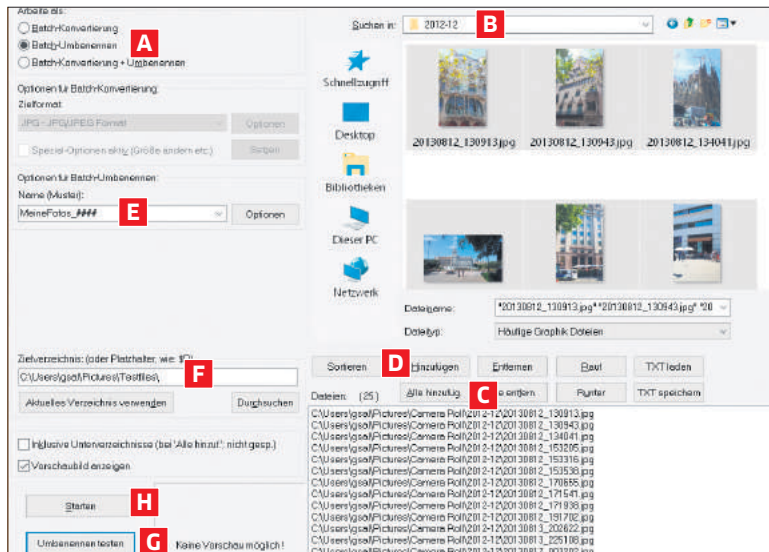 Arbeite als:
Batch-Konvertierung
Batch-Umbenennen
Batch-Konvertierung + Umbenennen
A
Optionen für Batch-Konvertierung:
Zielformat:
JPG - JPG/JPEG Format
Optionen
Spezial-Optionen aktiv (Größe ändern etc.)
Setzen
Optionen für Batch-Umbenennen:
Name (Muster):
E
MeineFotos_####
Optionen
Zielverzeichnis: (oder Platzhalter, wie:
F
C:\Users\gsal\Pictures\Testfiles\
Aktuelles Verzeichnis verwenden
Durchsuchen
Inklusive Unterverzeichnisse (bei 'Alle hinzuf.'; nicht gesp.)
Vorschaubild anzeigen
Starten
H
Umbenennen testen
G
Keine Vorschau möglich !
Suchen in:
2012-12
B
Schnellzugriff
Desktop
Bibliotheken
Dieser PC
Netzwerk
20130812_130913.jpg
20130812_130943.jpg
20130812_134041.jpg
Dateiname:
"20130812_130913.jpg" "20130812_130943.jpg" "20
Dateityp:
Häufige Graphik Dateien
Sortieren
D
Hinzufügen
Entfernen
Rauf
TXT laden
Dateien: (25)
Alle hinzufüg.
C
entfern.
Runter
TXT speichern
C:\Users\gsal\Pictures\Camera Roll\2012-12\20130812_130913.jpg
C:\Users\gsal\Pictures\Camera Roll\2012-12\20130812_130943.jpg
C:\Users\gsal\Pictures\Camera Roll\2012-12\20130812_134041.jpg
C:\Users\gsal\Pictures\Camera Roll\2012-12\20130812_153205.jpg
C:\Users\gsal\Pictures\Camera Roll\2012-12\20130812_153316.jpg
C:\Users\gsal\Pictures\Camera Roll\2012-12\20130812_153538.jpg
C:\Users\gsal\Pictures\Camera Roll\2012-12\20130812_170655.jpg
C:\Users\gsal\Pictures\Camera Roll\2012-12\20130812_171541.jpg
C:\Users\gsal\Pictures\Camera Roll\2012-12\20130812_171938.jpg
C:\Users\gsal\Pictures\Camera Roll\2012-12\20130812_191702.jpg
C:\Users\gsal\Pictures\Camera Roll\2012-12\20130813_202622.jpg
C:\Users\gsal\Pictures\Camera Roll\2012-12\20130813_225108.jpg